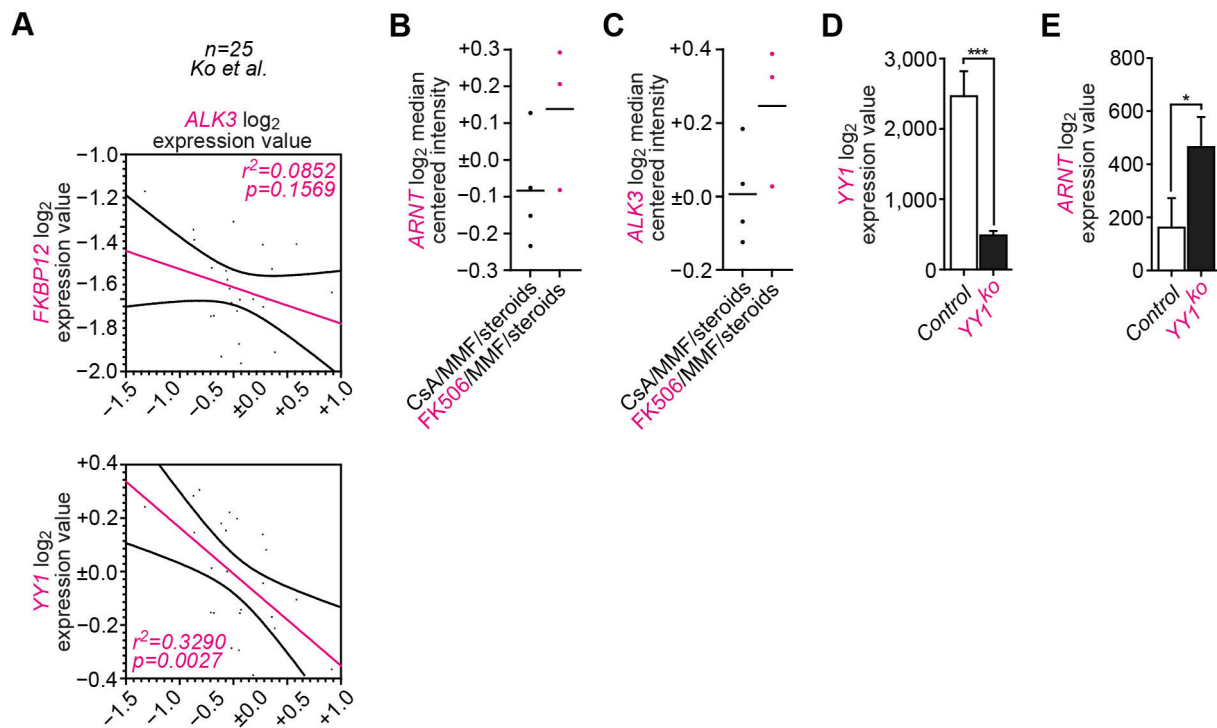 A
n=25
Ko et al.
ALK3 log2
expression value
FKBP12 log2
expression value
−1.0
−1.2
−1.4
−1.6
−1.8
−2.0
r2=0.0852
p=0.1569
−1.5
−1.0
−0.5
±0.0
+0.5
+1.0
YY1 log2
expression value
+0.4
+0.2
±0.0
−0.2
−0.4
r2=0.3290
p=0.0027
−1.5
−1.0
−0.5
±0.0
+0.5
+1.0
B
ARNT log2 median
centered intensity
+0.3
+0.2
+0.1
±0.0
−0.1
−0.2
−0.3
CsA/MMF/steroids
FK506/MMF/steroids
C
ALK3 log2 median
centered intensity
+0.4
+0.2
±0.0
−0.2
CsA/MMF/steroids
FK506/MMF/steroids
D
YY1 log2
expression value
3,000
2,000
1,000
0
***
Control
YY1ko
E
ARNT log2
expression value
800
600
400
200
0
*
Control
YY1ko